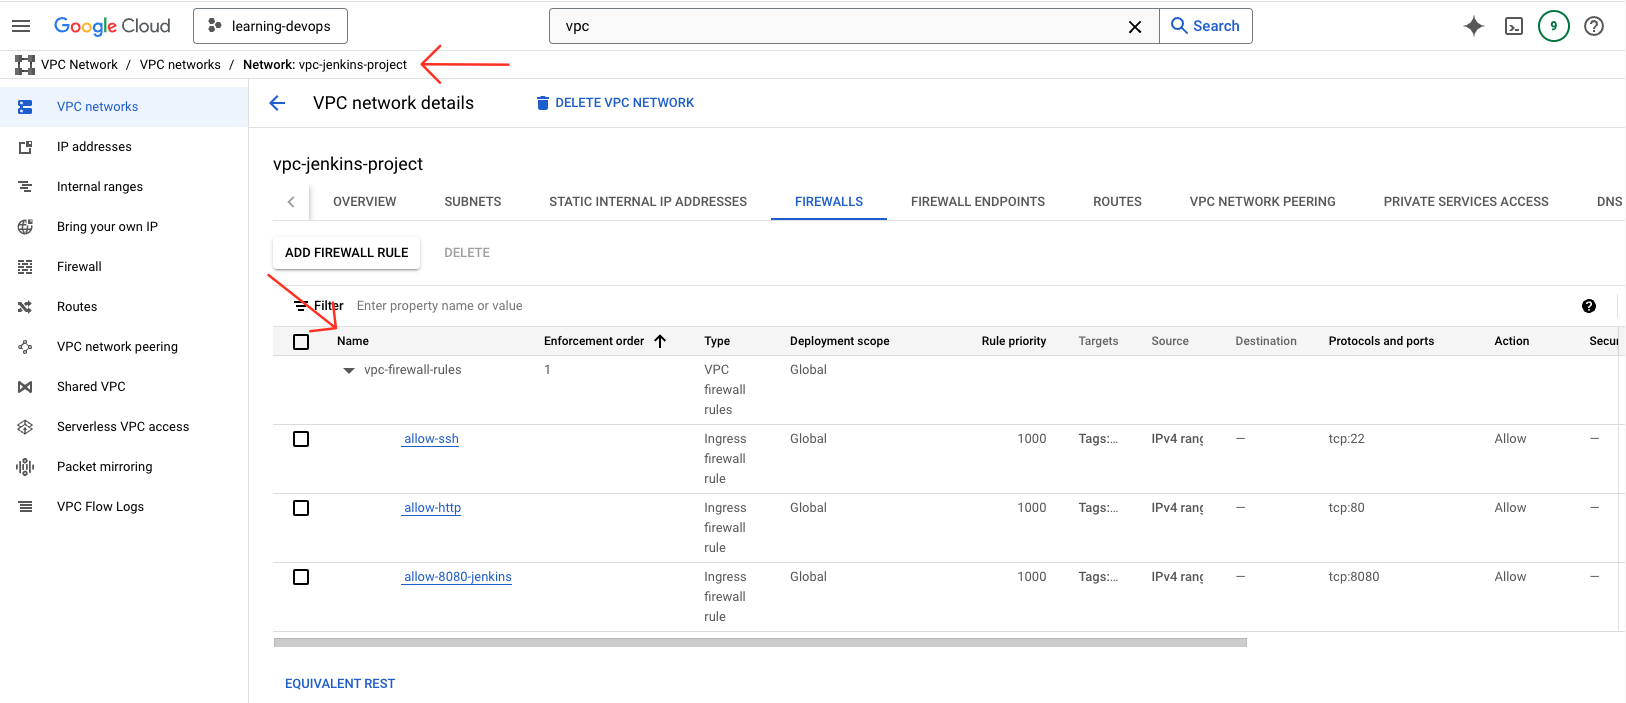 Google Cloud
learning-devops
vpc
Search
9
VPC Network / VPC networks / Network: vpc-jenkins-project
VPC networks
IP addresses
Internal ranges
Bring your own IP
Firewall
Routes
VPC network peering
Shared VPC
Serverless VPC access
Packet mirroring
VPC Flow Logs
VPC network details
DELETE VPC NETWORK
vpc-jenkins-project
OVERVIEW SUBNETS STATIC INTERNAL IP ADDRESSES FIREWALLS FIREWALL ENDPOINTS ROUTES VPC NETWORK PEERING PRIVATE SERVICES ACCESS DNS
ADD FIREWALL RULE DELETE
Filter Enter property name or value
Name Enforcement order Type Deployment scope Rule priority Targets Source Destination Protocols and ports Action Secur
vpc-firewall-rules 1 VPC firewall rules Global
allow-ssh Ingress firewall rule Global 1000 Tags:... IPv4 rang — tcp:22 Allow —
allow-http Ingress firewall rule Global 1000 Tags:... IPv4 rang — tcp:80 Allow —
allow-8080-jenkins Ingress firewall rule Global 1000 Tags:... IPv4 rang — tcp:8080 Allow —
EQUIVALENT REST